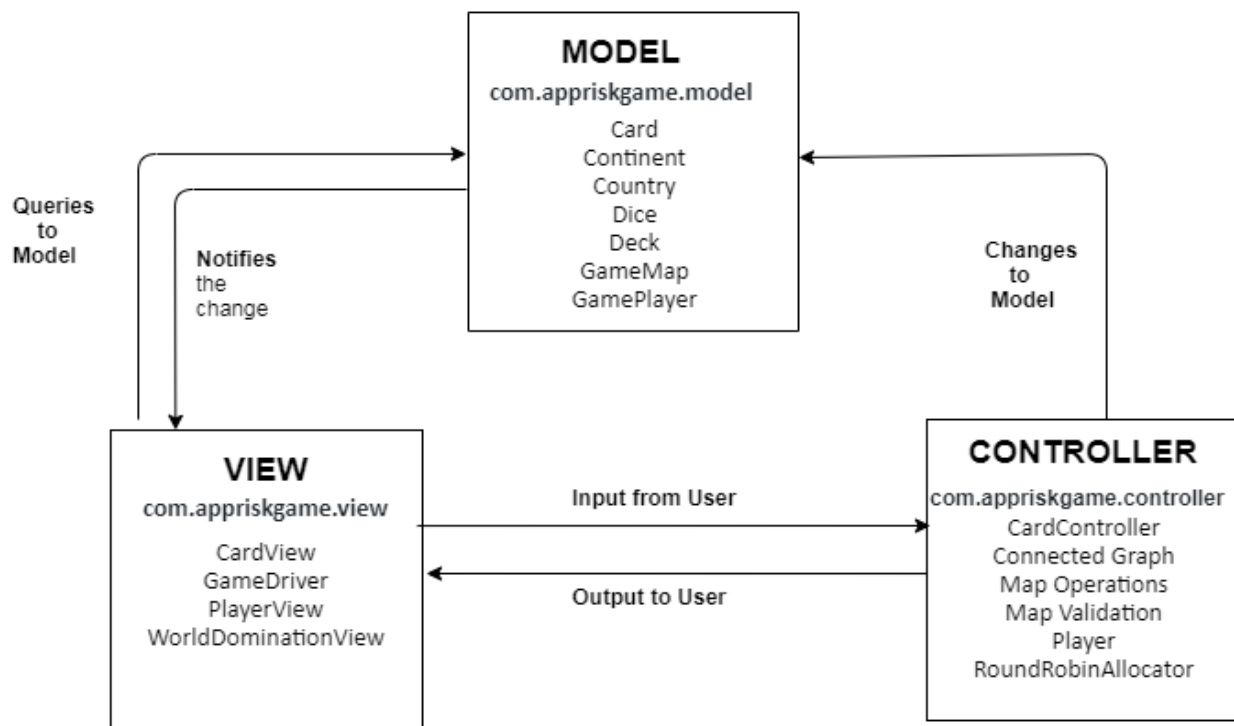 MODEL
com.appriskgame.model
Card
Continent
Country
Dice
Deck
GameMap
GamePlayer
Queries
to
Model
Notifies
the
change
Changes
to
Model
VIEW
com.appriskgame.view
CardView
GameDriver
PlayerView
WorldDominationView
Input from User
Output to User
CONTROLLER
com.appriskgame.controller
CardController
Connected Graph
Map Operations
Map Validation
Player
RoundRobinAllocator